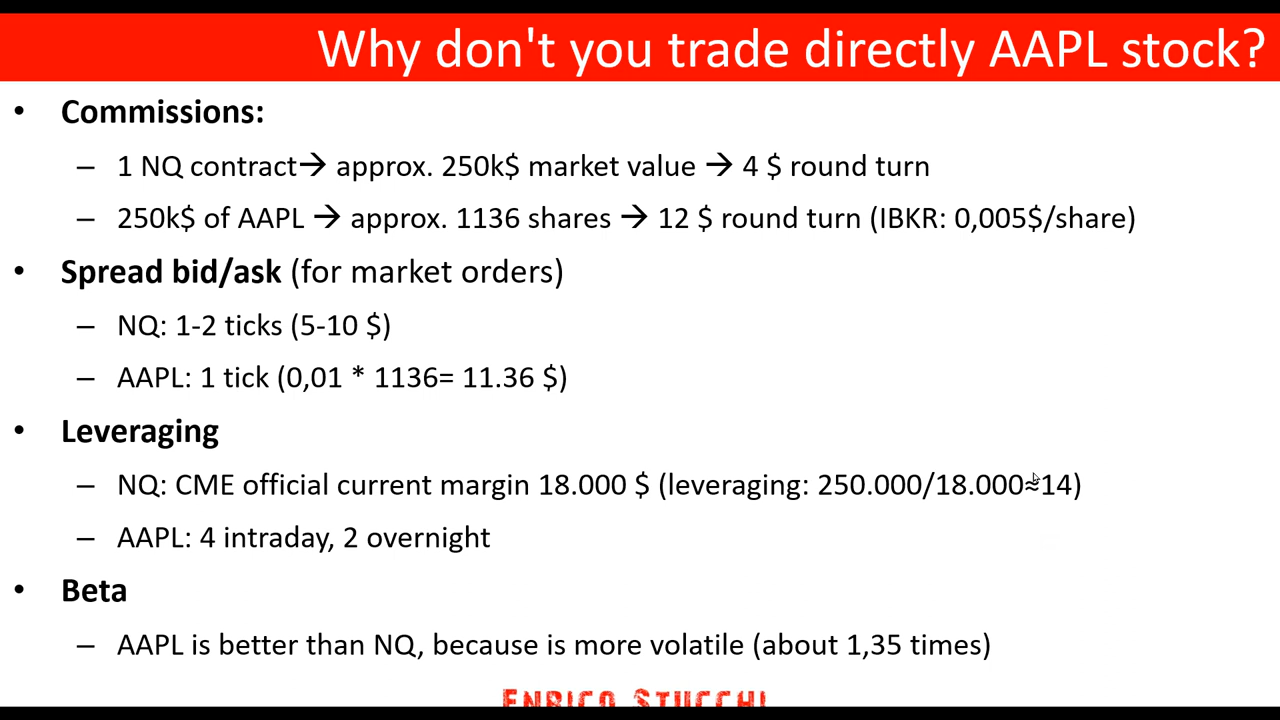 Why don't you trade directly AAPL stock?
• Commissions:
– 1 NQ contract→ approx. 250k$ market value → 4 $ round turn
– 250k$ of AAPL → approx. 1136 shares → 12 $ round turn (IBKR: 0,005$/share)
• Spread bid/ask (for market orders)
– NQ: 1-2 ticks (5-10 $)
– AAPL: 1 tick (0,01 * 1136= 11.36 $)
• Leveraging
– NQ: CME official current margin 18.000 $ (leveraging: 250.000/18.000≈14)
– AAPL: 4 intraday, 2 overnight
• Beta
– AAPL is better than NQ, because is more volatile (about 1,35 times)
ENRICO STUCCHI